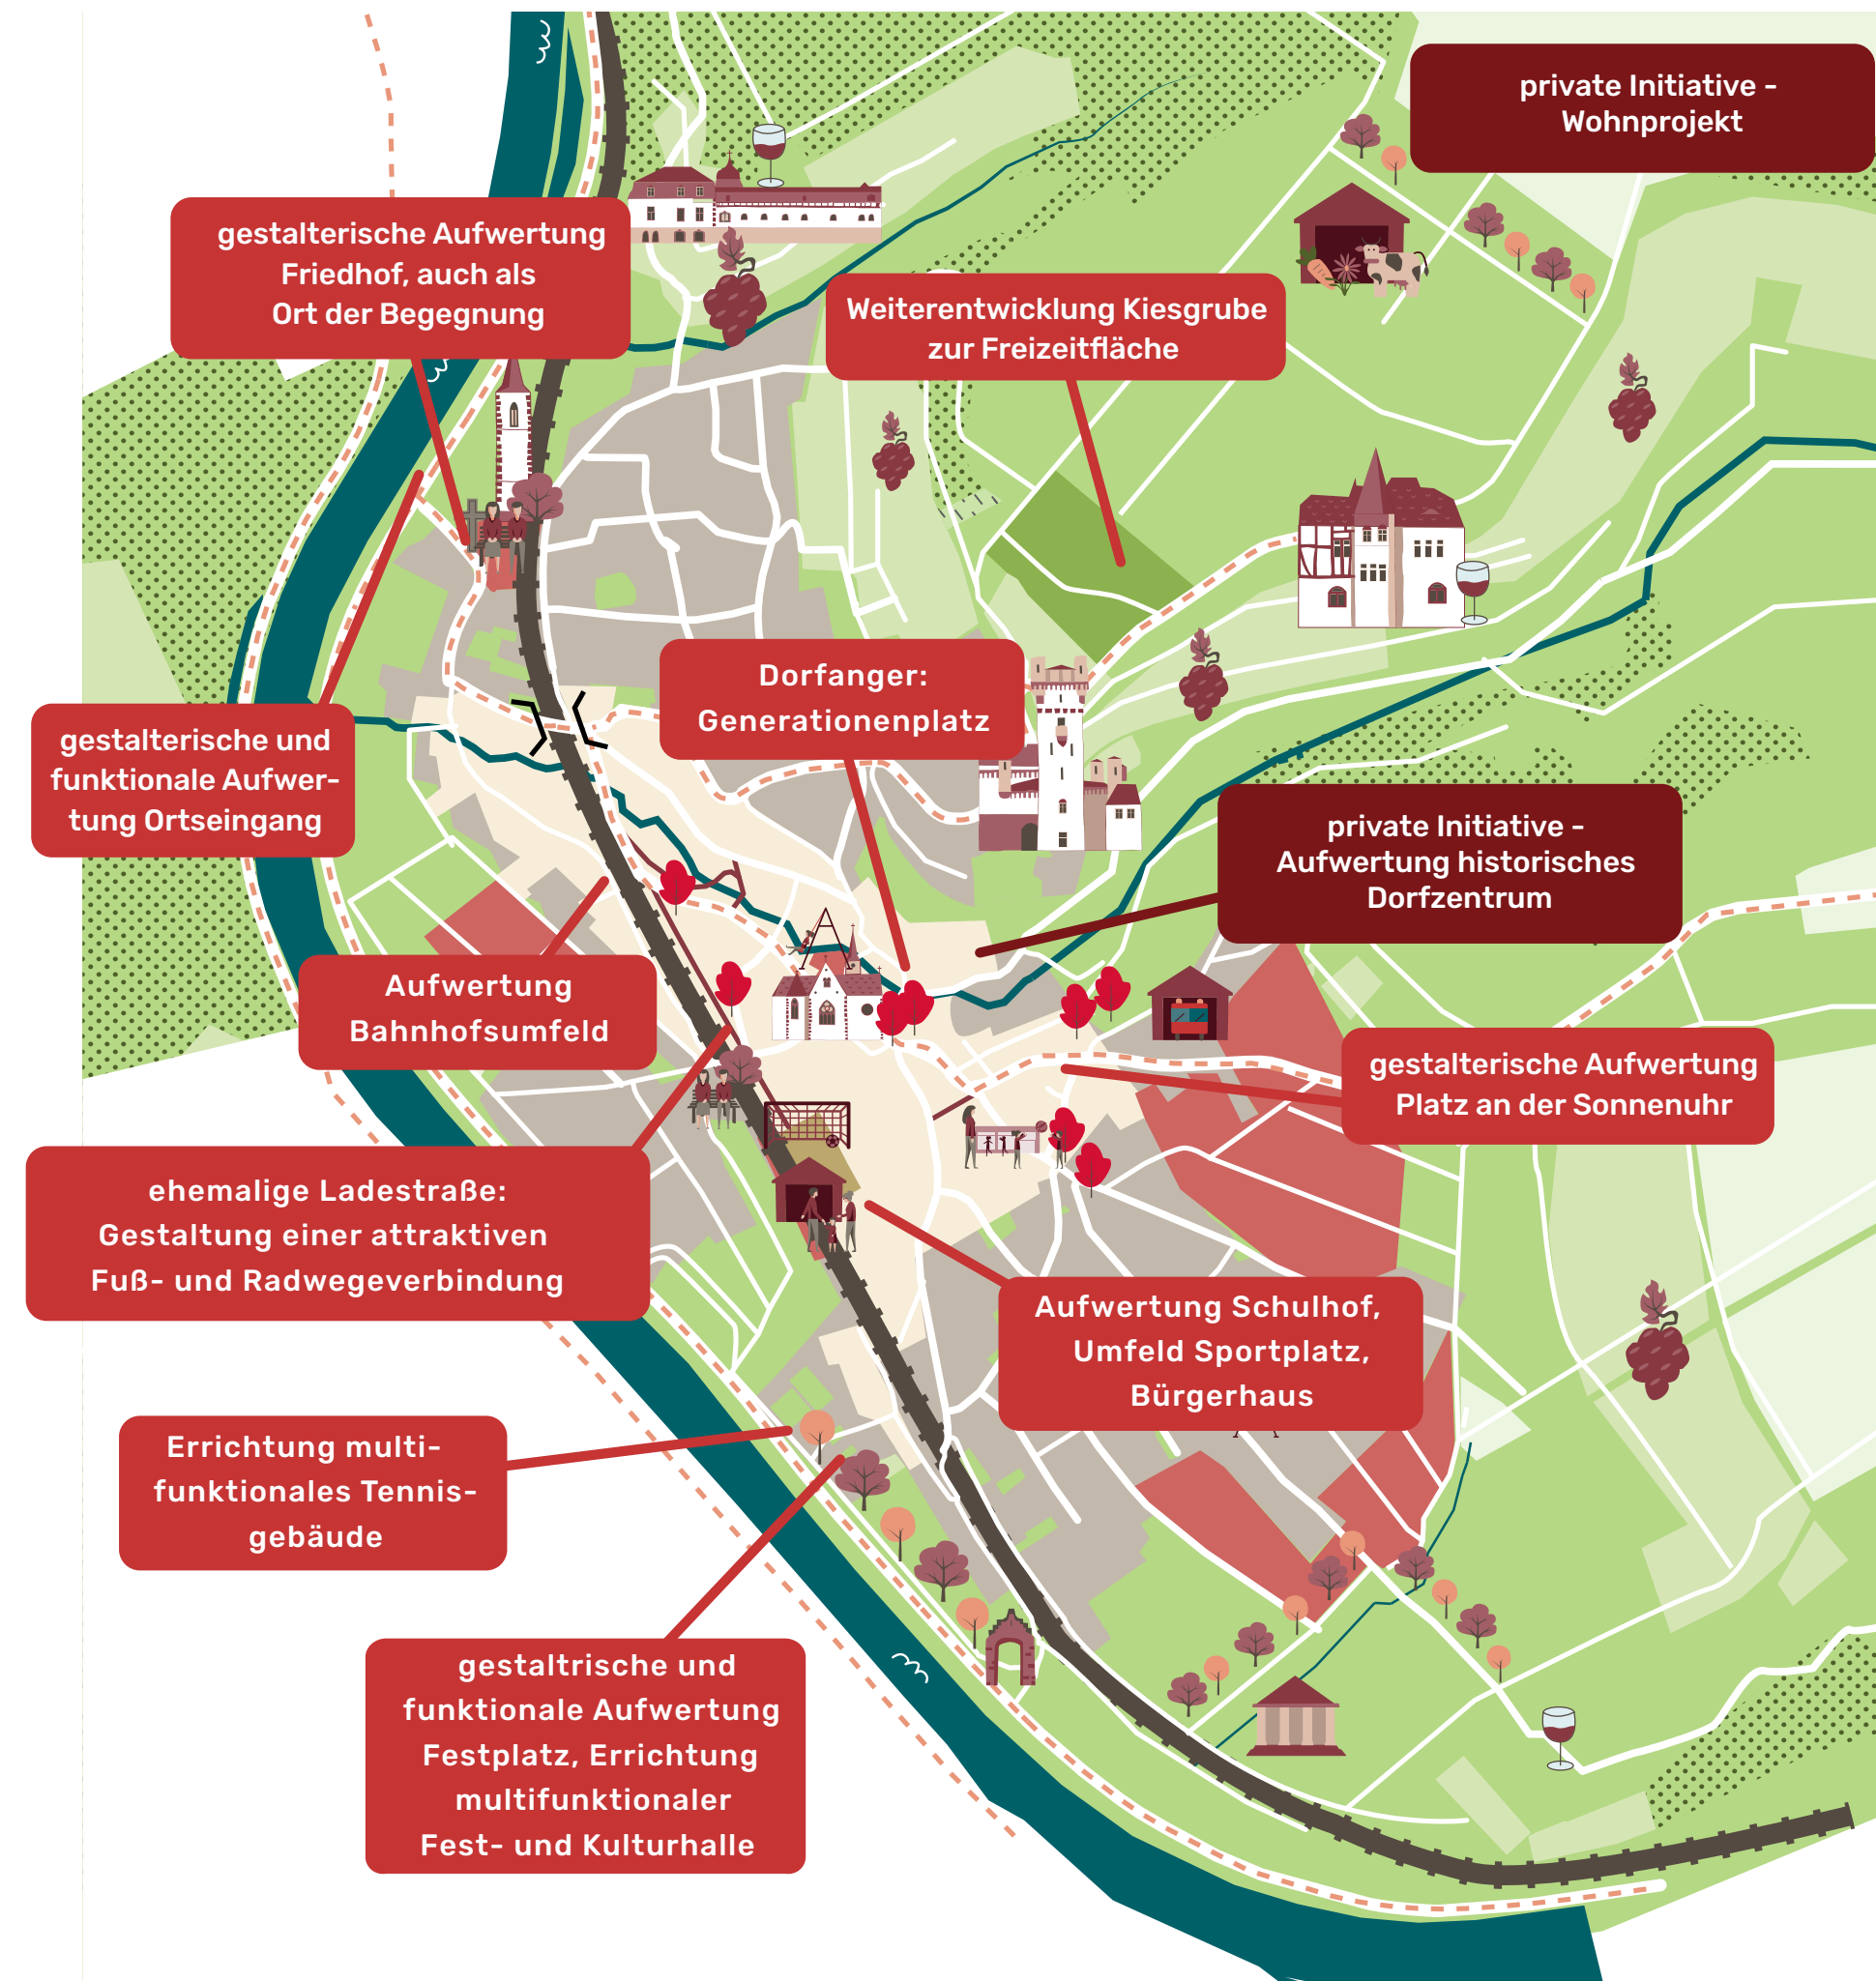 private Initiative -
Wohnprojekt
gestalterische Aufwertung
Friedhof, auch als
Ort der Begegnung
Weiterentwicklung Kiesgrube
zur Freizeitfläche
Dorfanger:
Generationenplatz
gestalterische und
funktionale Aufwer-
tung Ortseingang
private Initiative -
Aufwertung historisches
Dorfzentrum
Aufwertung
Bahnhofsumfeld
gestalterische Aufwertung
Platz an der Sonnenuhr
ehemalige Ladestraße:
Gestaltung einer attraktiven
Fuß- und Radwegeverbindung
Aufwertung Schulhof,
Umfeld Sportplatz,
Bürgerhaus
Errichtung multi-
funktionales Tennis-
gebäude
gestaltrische und
funktionale Aufwertung
Festplatz, Errichtung
multifunktionaler
Fest- und Kulturhalle